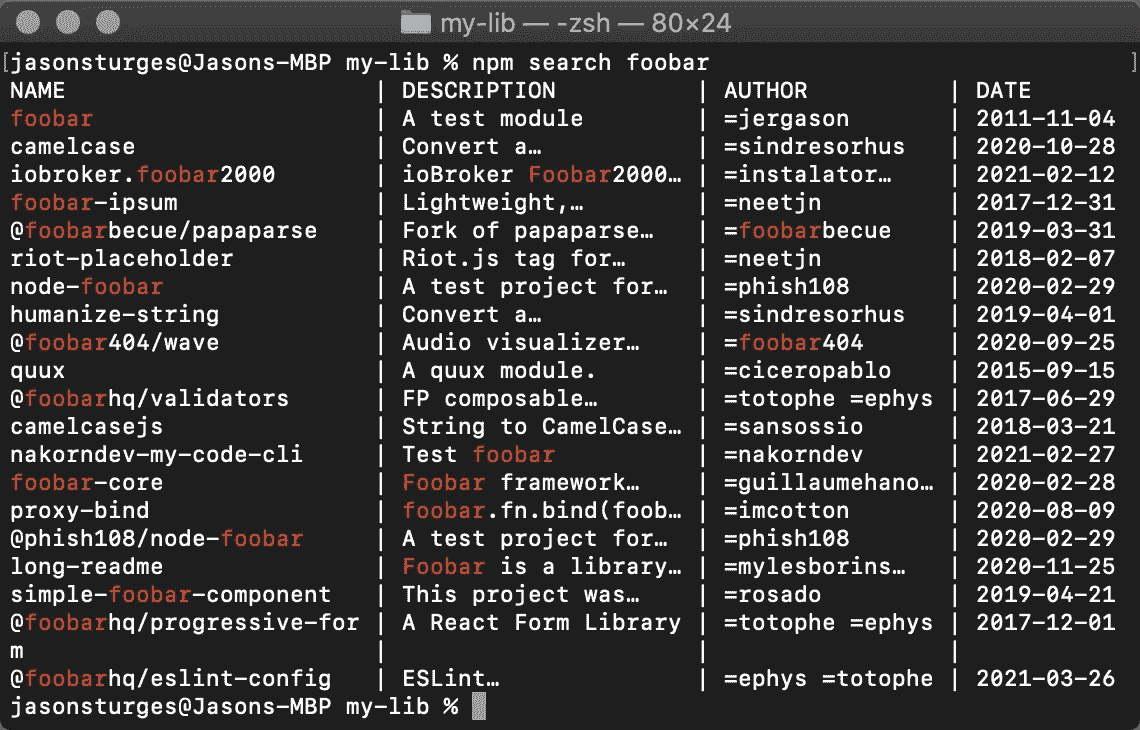 my-lib — -zsh — 80×24
[jasonsturges@Jasons-MBP my-lib % npm search foobar ]
NAME | DESCRIPTION | AUTHOR | DATE
foobar | A test module | =jergason | 2011-11-04
camelcase | Convert a… | =sindresorhus | 2020-10-28
iobroker.foobar2000 | ioBroker Foobar2000… | =instalator… | 2021-02-12
foobar-ipsum | Lightweight,… | =neetjn | 2017-12-31
@foobarbecue/papaparse | Fork of papaparse… | =foobarbecue | 2019-03-31
riot-placeholder | Riot.js tag for… | =neetjn | 2018-02-07
node-foobar | A test project for… | =phish108 | 2020-02-29
humanize-string | Convert a… | =sindresorhus | 2019-04-01
@foobar404/wave | Audio visualizer… | =foobar404 | 2020-09-25
quux | A quux module. | =ciceropablo | 2015-09-15
@foobarhq/validators | FP composable… | =totophe =ephys | 2017-06-29
camelcasejs | String to CamelCase… | =sansossio | 2018-03-21
nakorndev-my-code-cli | Test foobar | =nakorndev | 2021-02-27
foobar-core | Foobar framework… | =guillaumehano… | 2020-02-28
proxy-bind | foobar.fn.bind(foob… | =imcotton | 2020-08-09
@phish108/node-foobar | A test project for… | =phish108 | 2020-02-29
long-readme | Foobar is a library… | =mylesborins… | 2020-11-25
simple-foobar-component | This project was… | =rosado | 2019-04-21
@foobarhq/progressive-for | A React Form Library | =totophe =ephys | 2017-12-01
m | | |
@foobarhq/eslint-config | ESLint… | =ephys =totophe | 2021-03-26
jasonsturges@Jasons-MBP my-lib %